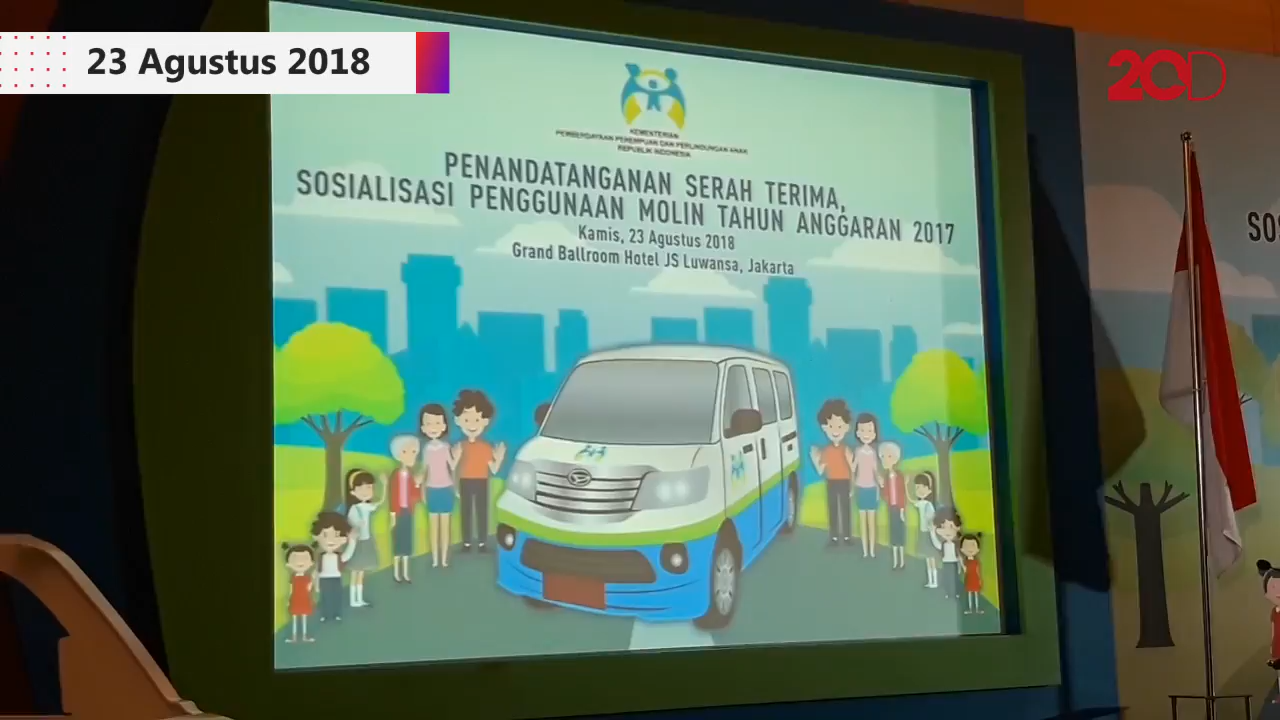 23 Agustus 2018
20D
KEMENTERIAN
PEMBERDAYAAN PEREMPUAN DAN PERLINDUNGAN ANAK
REPUBLIK INDONESIA
PENANDATANGANAN SERAH TERIMA,
SOSIALISASI PENGGUNAAN MOLIN TAHUN ANGGARAN 2017
Kamis, 23 Agustus 2018
Grand Ballroom Hotel JS Luwansa, Jakarta